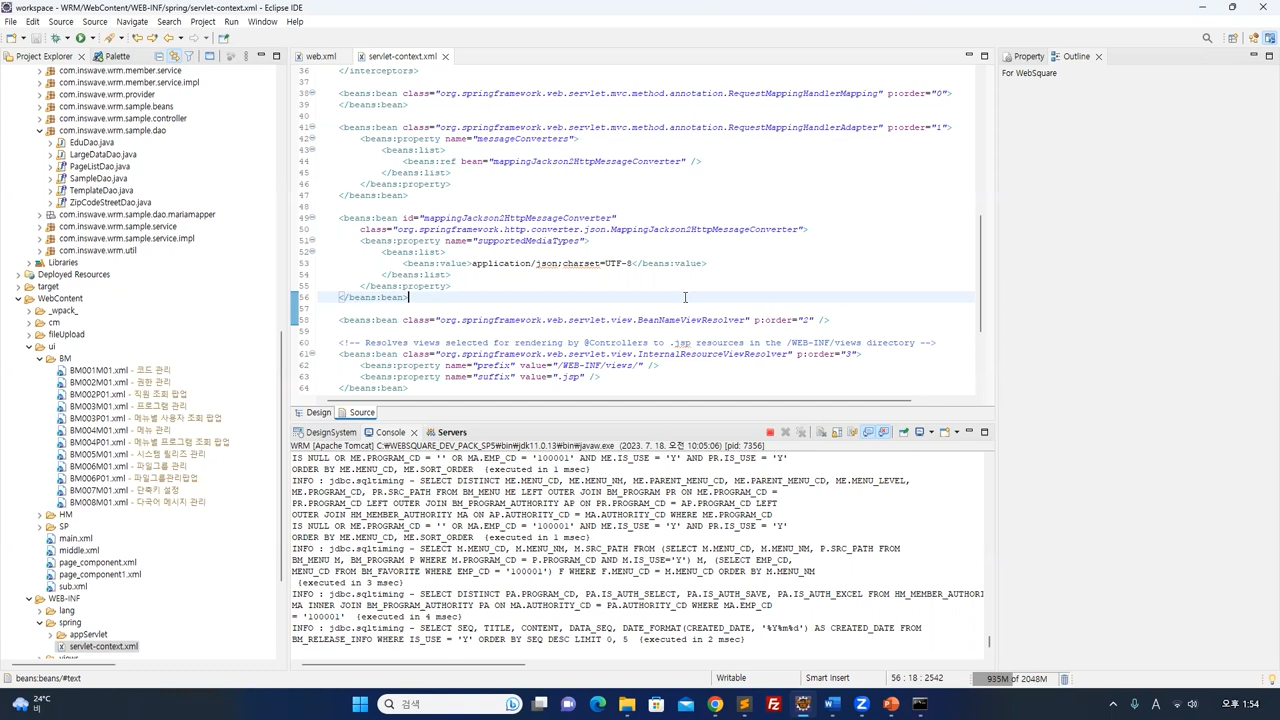 workspace - WRM/WebContent/WEB-INF/spring/servlet-context.xml - Eclipse IDE
File Edit Source Navigate Search Project Run Window Help
Project Explorer
Palette
com.inswave.wrm.member.service
com.inswave.wrm.member.service.impl
com.inswave.wrm.provider
com.inswave.wrm.sample.beans
com.inswave.wrm.sample.controller
com.inswave.wrm.sample.dao
EduDao.java
LargeDataDao.java
PageListDao.java
SampleDao.java
TemplateDao.java
ZipCodeStreetDao.java
com.inswave.wrm.sample.dao.mariamapper
com.inswave.wrm.sample.service
com.inswave.wrm.sample.service.impl
com.inswave.wrm.util
Libraries
Deployed Resources
target
WebContent
_wpack_
cm
fileUpload
ui
BM
BM001M01.xml - 코드 관리
BM002M01.xml - 권한 관리
BM002P01.xml - 직원 조회 팝업
BM003M01.xml - 프로그램 관리
BM003P01.xml - 메뉴별 사용자 조회 팝업
BM004M01.xml - 메뉴 관리
BM004P01.xml - 메뉴별 프로그램 조회 팝업
BM005M01.xml - 시스템 릴리즈 관리
BM006M01.xml - 파일그룹 관리
BM006P01.xml - 파일그룹관리팝업
BM007M01.xml - 단축키 설정
BM008M01.xml - 다국어 메시지 관리
HM
SP
main.xml
middle.xml
page_component.xml
page_component1.xml
sub.xml
WEB-INF
lang
spring
appServlet
servlet-context.xml
views
web.xml
servlet-context.xml
36 </interceptors>
37
38 <beans:bean class="org.springframework.web.servlet.mvc.method.annotation.RequestMappingHandlerMapping" p:order="0">
39 </beans:bean>
40
41 <beans:bean class="org.springframework.web.servlet.mvc.method.annotation.RequestMappingHandlerAdapter" p:order="1">
42 <beans:property name="messageConverters">
43 <beans:list>
44 <beans:ref bean="mappingJackson2HttpMessageConverter" />
45 </beans:list>
46 </beans:property>
47 </beans:bean>
48
49 <beans:bean id="mappingJackson2HttpMessageConverter"
50 class="org.springframework.http.converter.json.MappingJackson2HttpMessageConverter">
51 <beans:property name="supportedMediaTypes">
52 <beans:list>
53 <beans:value>application/json;charset=UTF-8</beans:value>
54 </beans:list>
55 </beans:property>
56 </beans:bean>
57
58 <beans:bean class="org.springframework.web.servlet.view.BeanNameViewResolver" p:order="2" />
59
60 <!-- Resolves views selected for rendering by @Controllers to .jsp resources in the /WEB-INF/views directory -->
61 <beans:bean class="org.springframework.web.servlet.view.InternalResourceViewResolver" p:order="3">
62 <beans:property name="prefix" value="/WEB-INF/views/" />
63 <beans:property name="suffix" value=".jsp" />
64 </beans:bean>
Design Source
DesignSystem Console Servers
WRM [Apache Tomcat] C:\WEBSQUARE_DEV_PACK_SP5\bin\jdk11.0.13\bin\javaw.exe (2023. 7. 18. 오전 10:05:06) [pid: 7356]
IS NULL OR ME.PROGRAM_CD = '' OR MA.EMP_CD = '100001' AND ME.IS_USE = 'Y' AND PR.IS_USE = 'Y'
ORDER BY ME.MENU_CD, ME.SORT_ORDER {executed in 1 msec}
INFO : jdbc.sqltiming - SELECT DISTINCT ME.MENU_CD, ME.MENU_NM, ME.PARENT_MENU_CD, ME.PARENT_MENU_CD, ME.MENU_LEVEL,
ME.PROGRAM_CD, PR.SRC_PATH FROM BM_MENU ME LEFT OUTER JOIN BM_PROGRAM PR ON ME.PROGRAM_CD =
PR.PROGRAM_CD LEFT OUTER JOIN BM_PROGRAM_AUTHORITY AP ON PR.PROGRAM_CD = AP.PROGRAM_CD LEFT
OUTER JOIN HM_MEMBER_AUTHORITY MA ON AP.AUTHORITY_CD = MA.AUTHORITY_CD WHERE ME.PROGRAM_CD
IS NULL OR ME.PROGRAM_CD = '' OR MA.EMP_CD = '100001' AND ME.IS_USE = 'Y' AND PR.IS_USE = 'Y'
ORDER BY ME.MENU_CD, ME.SORT_ORDER {executed in 1 msec}
INFO : jdbc.sqltiming - SELECT M.MENU_CD, M.MENU_NM, M.SRC_PATH FROM (SELECT M.MENU_CD, M.MENU_NM, P.SRC_PATH FROM
BM_MENU M, BM_PROGRAM P WHERE M.PROGRAM_CD = P.PROGRAM_CD AND M.IS_USE='Y') M, (SELECT EMP_CD,
MENU_CD FROM BM_FAVORITE WHERE EMP_CD = '100001') F WHERE F.MENU_CD = M.MENU_CD ORDER BY M.MENU_NM
{executed in 3 msec}
INFO : jdbc.sqltiming - SELECT DISTINCT PA.PROGRAM_CD, PA.IS_AUTH_SELECT, PA.IS_AUTH_SAVE, PA.IS_AUTH_EXCEL FROM HM_MEMBER_AUTHORI
MA INNER JOIN BM_PROGRAM_AUTHORITY PA ON MA.AUTHORITY_CD = PA.AUTHORITY_CD WHERE MA.EMP_CD
= '100001' {executed in 4 msec}
INFO : jdbc.sqltiming - SELECT SEQ, TITLE, CONTENT, DATA_SEQ, DATE_FORMAT(CREATED_DATE, '%Y%m%d') AS CREATED_DATE FROM
BM_RELEASE_INFO WHERE IS_USE = 'Y' ORDER BY SEQ DESC LIMIT 0, 5 {executed in 2 msec}
Property Outline
For WebSquare
beans:beans/#text
Writable
Smart Insert
56 : 18 : 2542
935M of 2048M
24°C
비
검색
A
오후 1:54